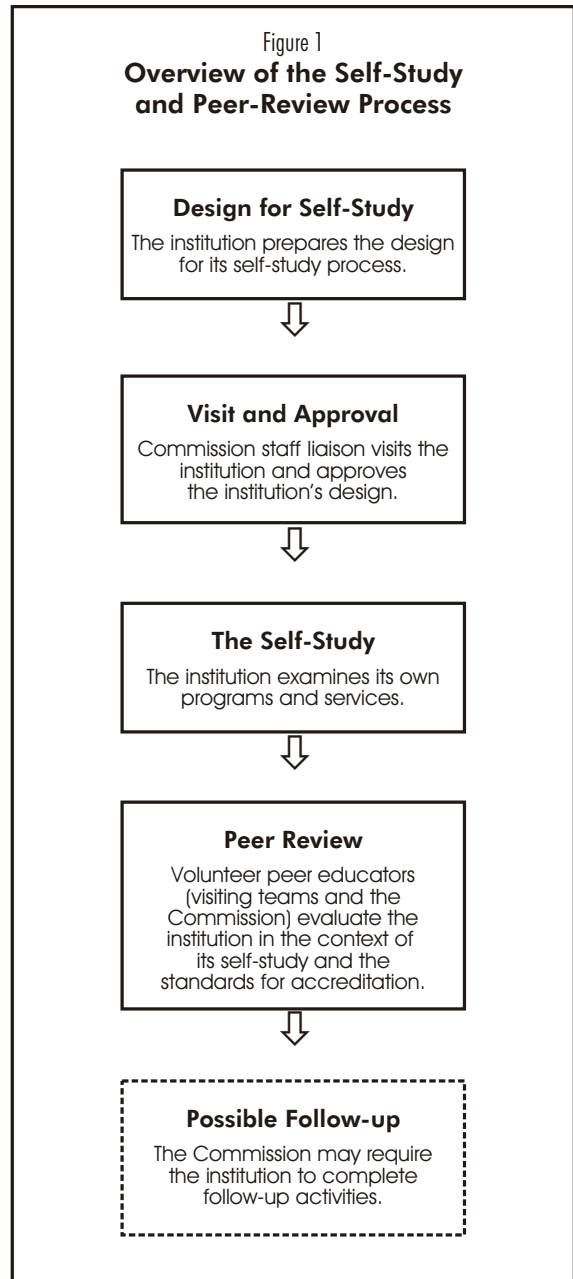 Figure 1
Overview of the Self-Study
and Peer-Review Process
Design for Self-Study
The institution prepares the design
for its self-study process.
Visit and Approval
Commission staff liaison visits the
institution and approves
the institution’s design.
The Self-Study
The institution examines its own
programs and services.
Peer Review
Volunteer peer educators
(visiting teams and the
Commission) evaluate the
institution in the context of
its self-study and the
standards for accreditation.
Possible Follow-up
The Commission may require
the institution to complete
follow-up activities.